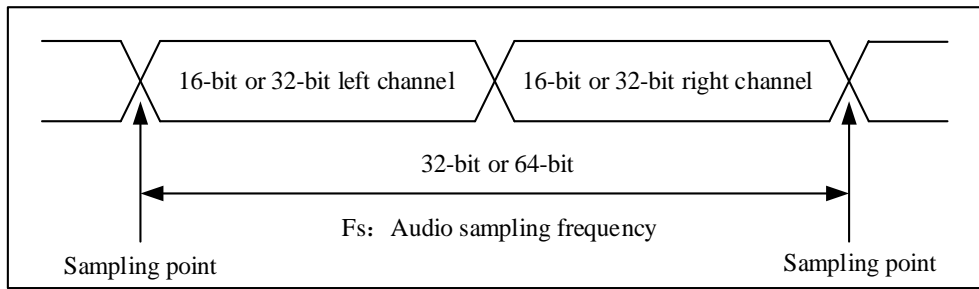 16-bit or 32-bit left channel
16-bit or 32-bit right channel
32-bit or 64-bit
Fs：Audio sampling frequency
Sampling point
Sampling point